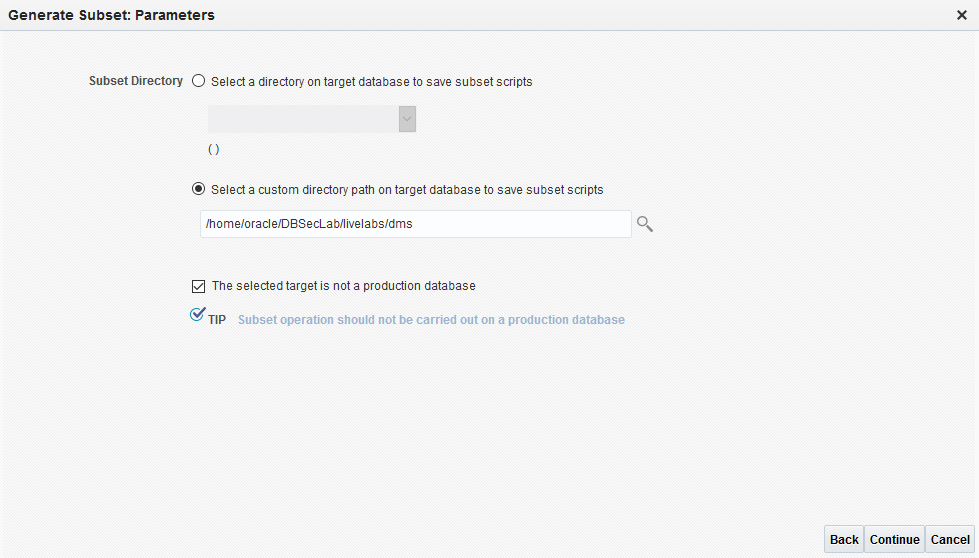 Generate Subset: Parameters
Subset Directory Select a directory on target database to save subset scripts
( )
Select a custom directory path on target database to save subset scripts
/home/oracle/DBSecLab/livelabs/dms
The selected target is not a production database
TIP Subset operation should not be carried out on a production database
Back Continue Cancel